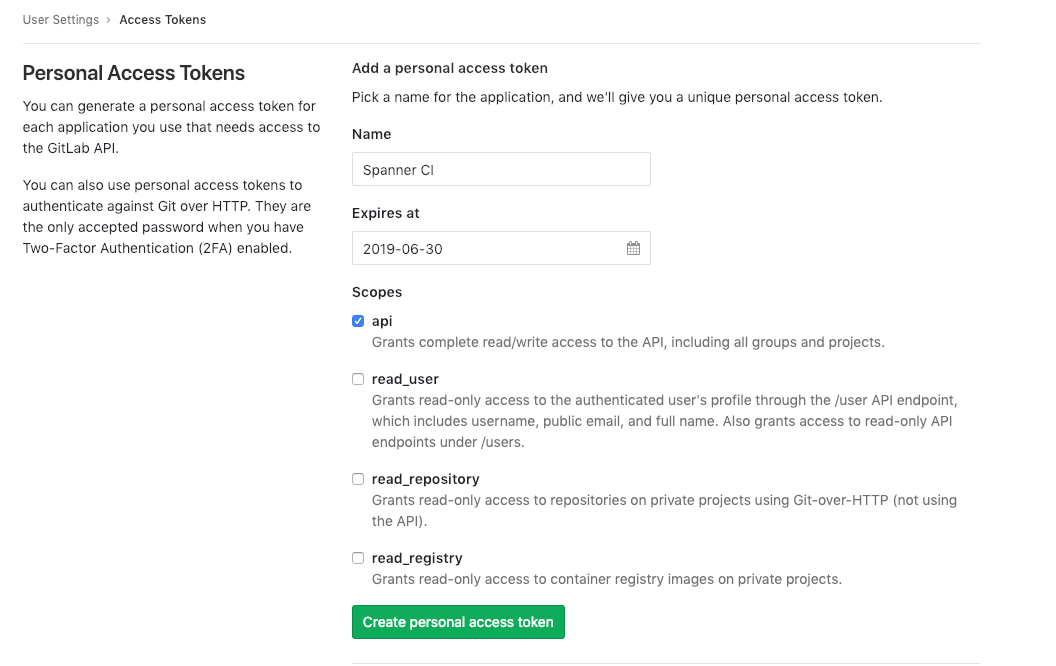 User Settings › Access Tokens
Personal Access Tokens
You can generate a personal access token for
each application you use that needs access to
the GitLab API.
You can also use personal access tokens to
authenticate against Git over HTTP. They are
the only accepted password when you have
Two-Factor Authentication (2FA) enabled.
Add a personal access token
Pick a name for the application, and we'll give you a unique personal access token.
Name
Spanner CI
Expires at
2019-06-30
Scopes
api
Grants complete read/write access to the API, including all groups and projects.
read_user
Grants read-only access to the authenticated user's profile through the /user API endpoint,
which includes username, public email, and full name. Also grants access to read-only API
endpoints under /users.
read_repository
Grants read-only access to repositories on private projects using Git-over-HTTP (not using
the API).
read_registry
Grants read-only access to container registry images on private projects.
Create personal access token